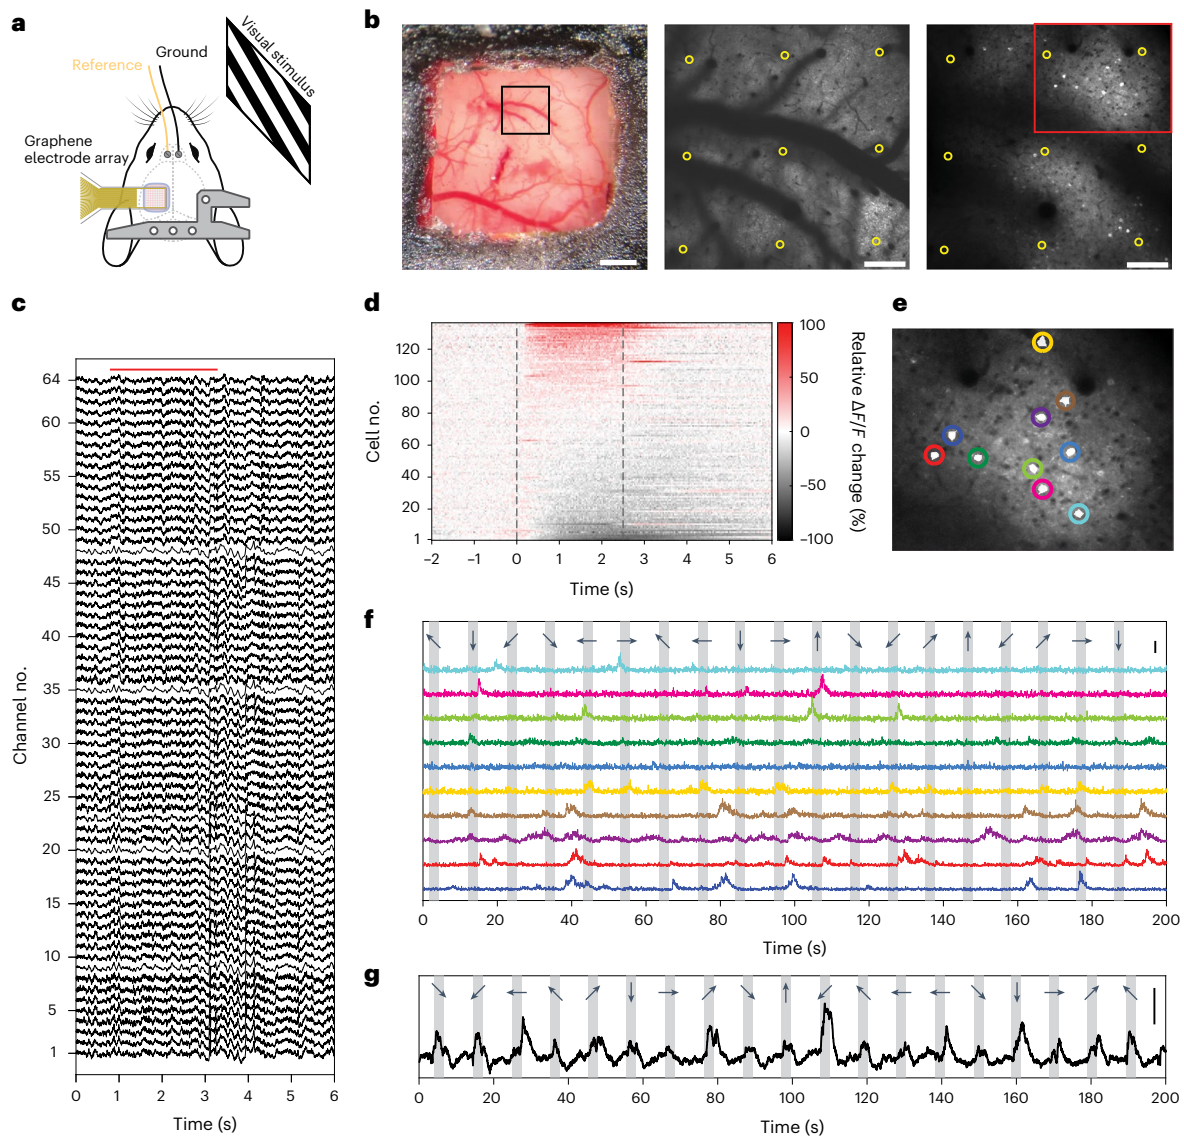 a
Ground
Reference
Visual stimulus
Graphene
electrode array
b
c
64
60
55
50
45
40
35
30
25
20
15
10
5
1
Channel no.
0 1 2 3 4 5 6
Time (s)
d
120
100
80
60
40
20
1
Cell no.
−2 −1 0 1 2 3 4 5 6
Time (s)
100
50
0
−50
−100
Relative ΔF/F change (%)
e
f
0 20 40 60 80 100 120 140 160 180 200
Time (s)
g
0 20 40 60 80 100 120 140 160 180 200
Time (s)